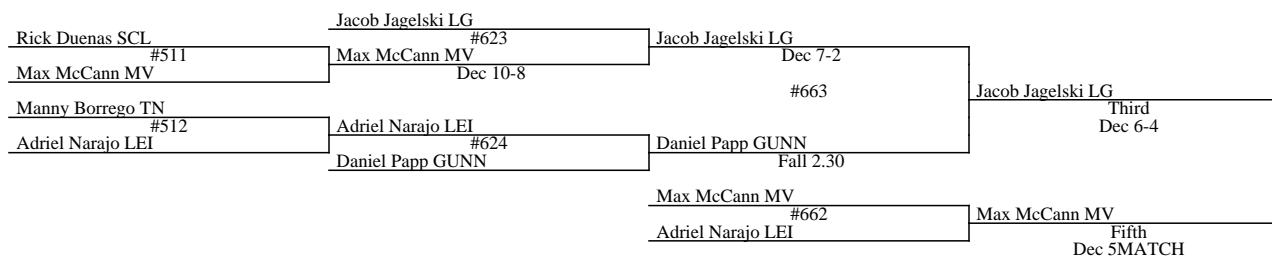 Jacob Jagelski LG
Rick Duenas SCL
#623
Jacob Jagelski LG
#511
Max McCann MV
Dec 7-2
Max McCann MV
Dec 10-8
#663
Jacob Jagelski LG
Manny Borrego TN
Third
#512
Adriel Narajo LEI
Dec 6-4
Adriel Narajo LEI
#624
Daniel Papp GUNN
Daniel Papp GUNN
Fall 2.30
Max McCann MV
#662
Max McCann MV
Adriel Narajo LEI
Fifth
Dec 5MATCH